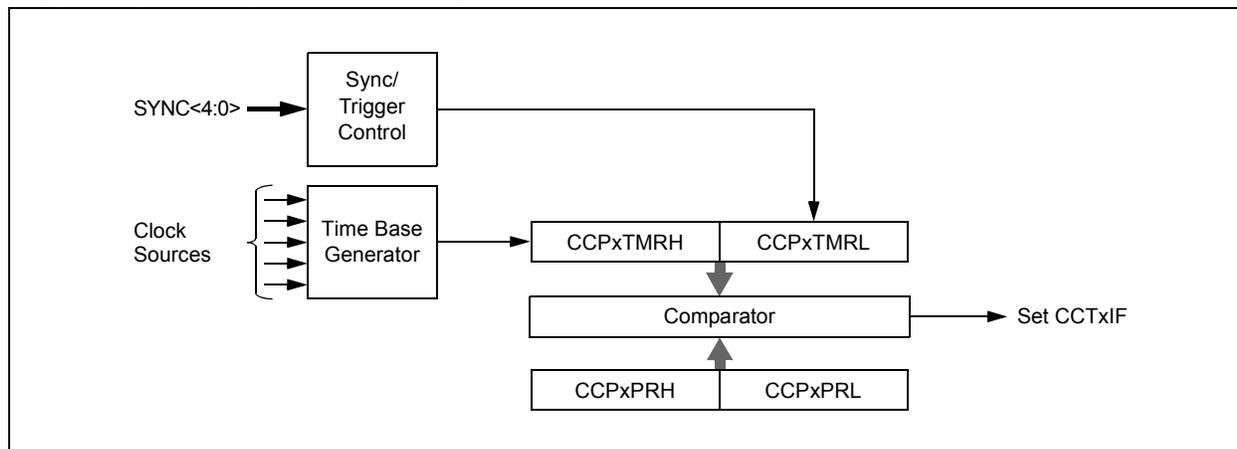 Sync/
Trigger
Control
SYNC<4:0>
Clock
Sources
Time Base
Generator
CCPxTMRH
CCPxTMRL
Comparator
Set CCTxIF
CCPxPRH
CCPxPRL